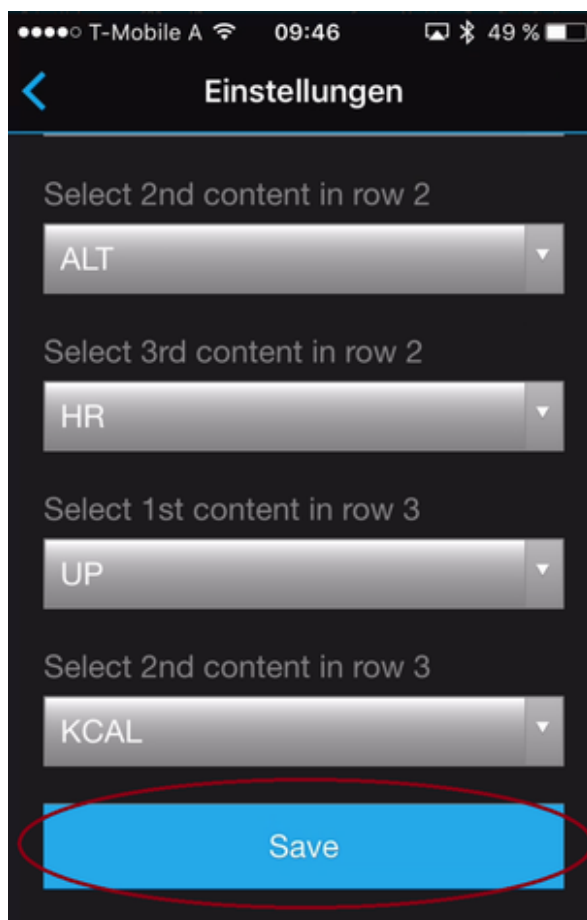 T-Mobile A 09:46 49 %
Einstellungen
Select 2nd content in row 2
ALT
Select 3rd content in row 2
HR
Select 1st content in row 3
UP
Select 2nd content in row 3
KCAL
Save